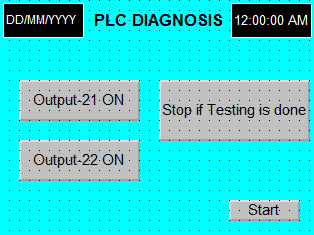 DD/MM/YYYY PLC DIAGNOSIS 12:00:00 AM
Output-21 ON
Stop if Testing is done
Output-22 ON
Start